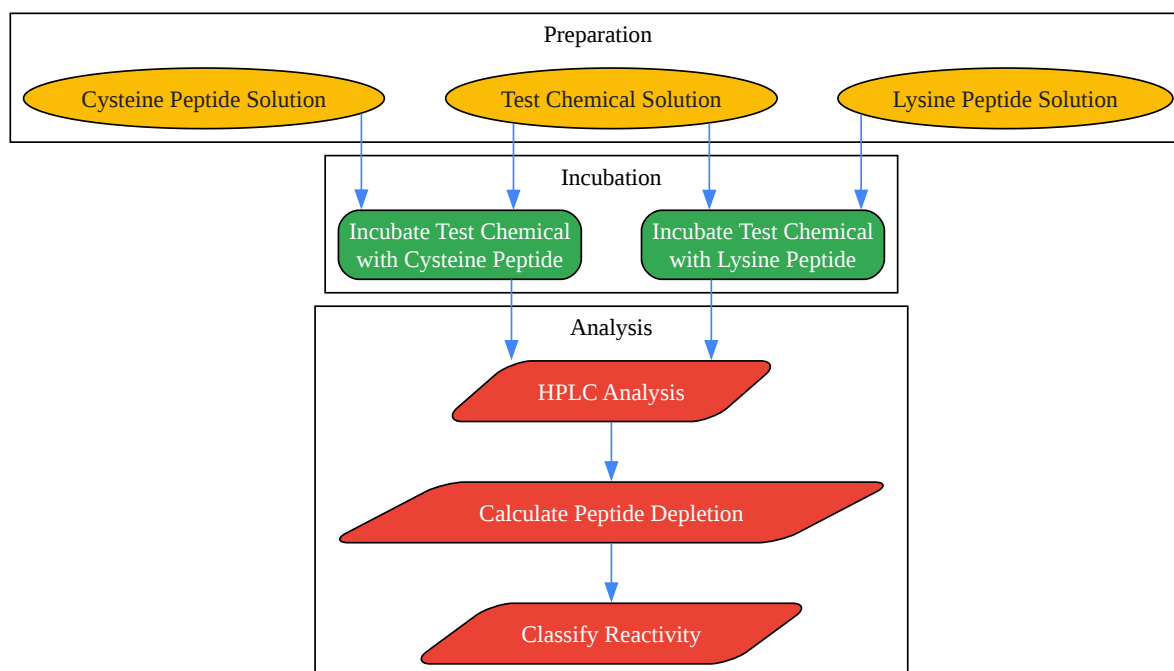 Preparation
Cysteine Peptide Solution
Test Chemical Solution
Lysine Peptide Solution
Incubation
Incubate Test Chemical
with Cysteine Peptide
Incubate Test Chemical
with Lysine Peptide
Analysis
HPLC Analysis
Calculate Peptide Depletion
Classify Reactivity